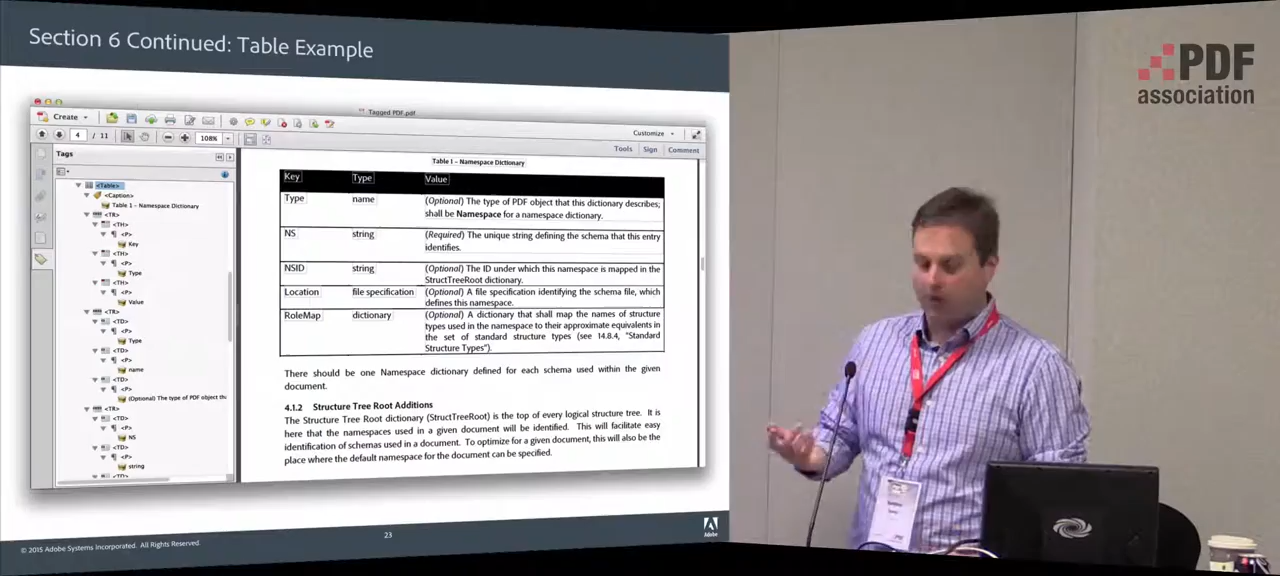 Section 6 Continued: Table Example
PDF
association
Tagged PDF.pdf
Create
Customize
4 / 11
108%
Tools Sign Comment
Tags
<Table>
<Caption>
Table 1 - Namespace Dictionary
<TR>
<TH>
<P>
Key
<TH>
<P>
Type
<TH>
<P>
Value
<TR>
<TD>
<P>
Type
<TD>
<P>
name
<TD>
<P>
(Optional) The type of PDF object tha
<TR>
<TD>
<P>
NS
<TD>
<P>
string
<TD>
Table 1 – Namespace Dictionary
Key Type Value
Type name (Optional) The type of PDF object that this dictionary describes;
shall be Namespace for a namespace dictionary.
NS string (Required) The unique string defining the schema that this entry
identifies.
NSID string (Optional) The ID under which this namespace is mapped in the
StructTreeRoot dictionary.
Location file specification (Optional) A file specification identifying the schema file, which
defines this namespace.
RoleMap dictionary (Optional) A dictionary that shall map the names of structure
types used in the namespace to their approximate equivalents in
the set of standard structure types (see 14.8.4, "Standard
Structure Types").
There should be one Namespace dictionary defined for each schema used within the given
document.
4.1.2 Structure Tree Root Additions
The Structure Tree Root dictionary (StructTreeRoot) is the top of every logical structure tree. It is
here that the namespaces used in a given document will be identified. This will facilitate easy
identification of schemas used in a document. To optimize for a given document, this will also be the
place where the default namespace for the document can be specified.
© 2015 Adobe Systems Incorporated. All Rights Reserved.
23
Adobe